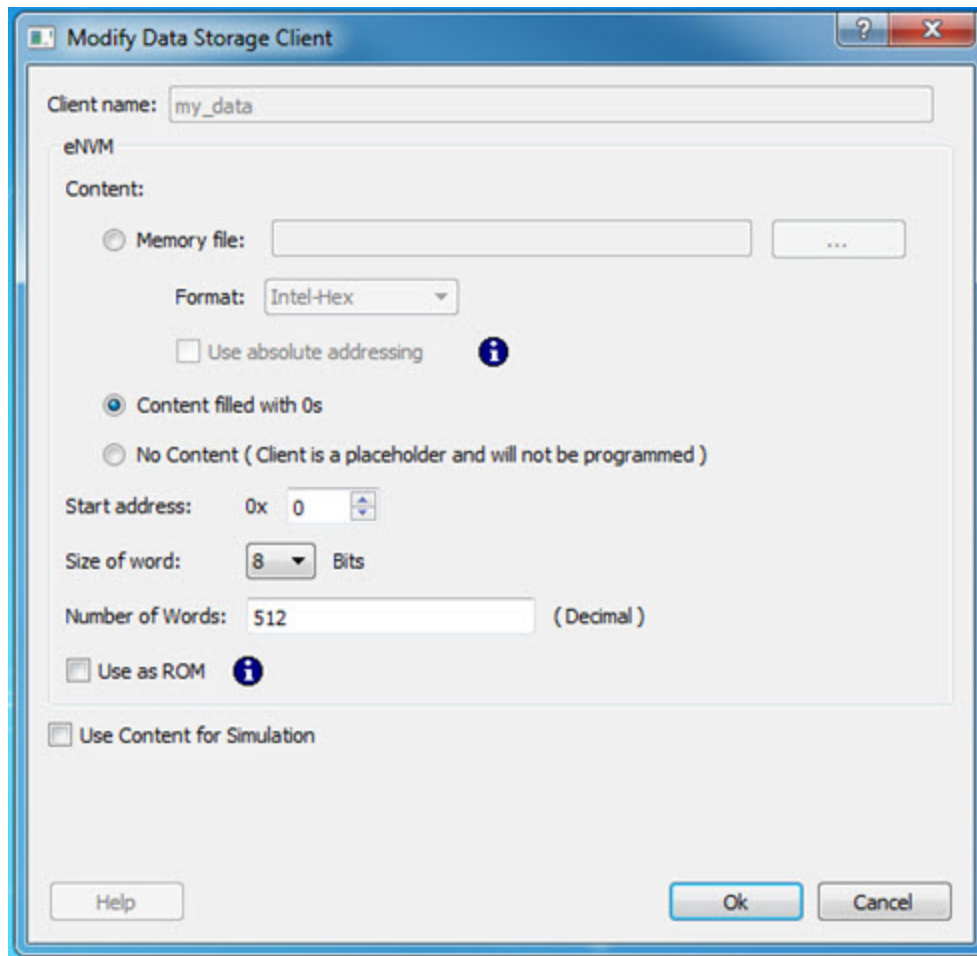 Modify Data Storage Client
Client name: my_data
eNVM
Content:
Memory file: ...
Format: Intel-Hex
Use absolute addressing
Content filled with 0s
No Content ( Client is a placeholder and will not be programmed )
Start address: 0x 0
Size of word: 8 Bits
Number of Words: 512 ( Decimal )
Use as ROM
Use Content for Simulation
Help Ok Cancel